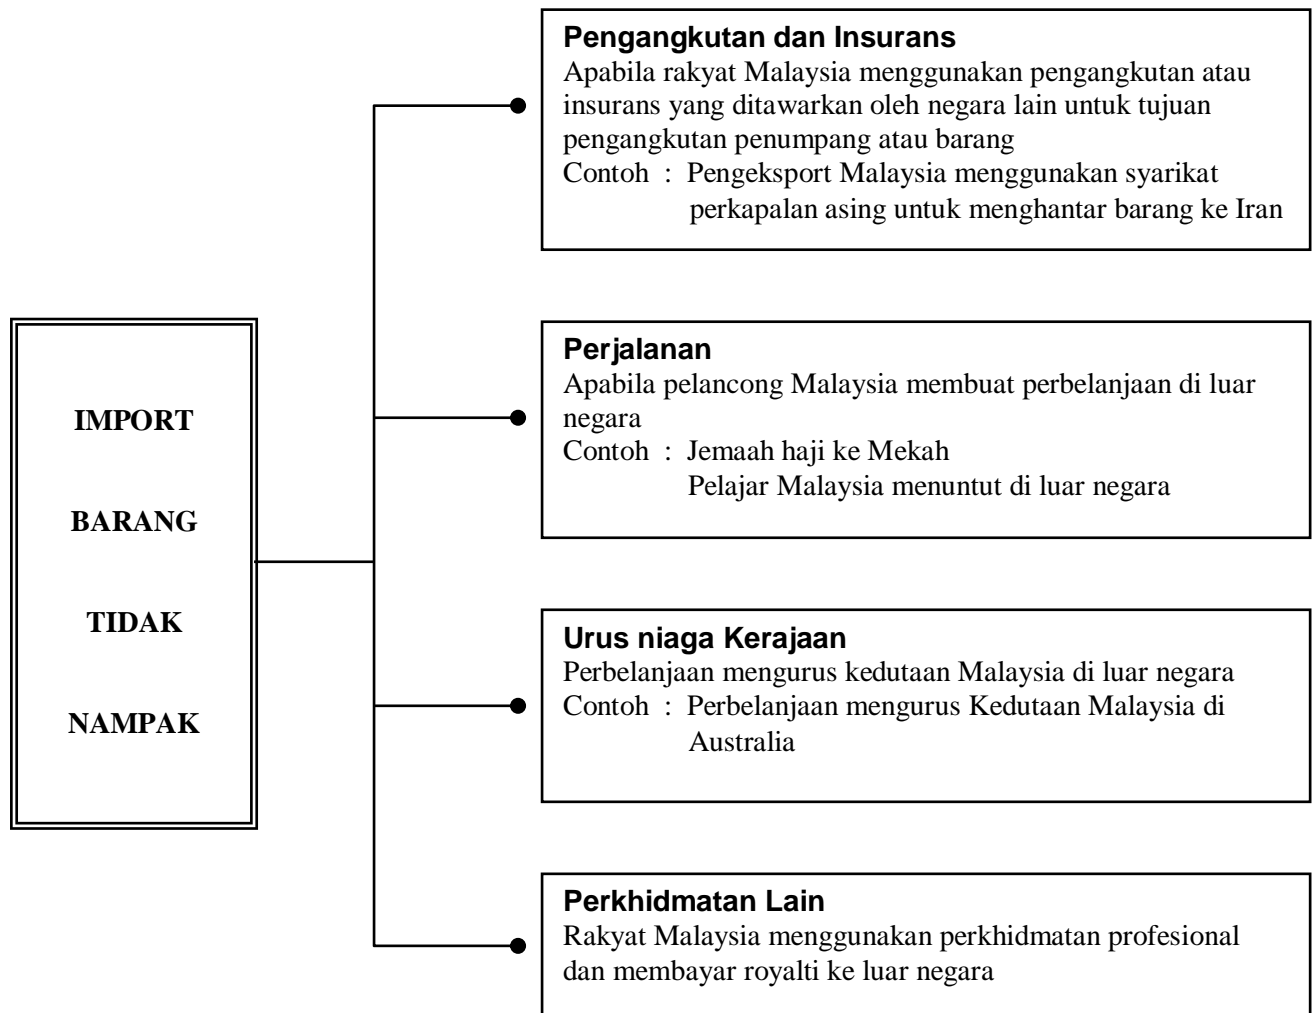 Pengangkutan dan Insurans
Apabila rakyat Malaysia menggunakan pengangkutan atau
insurans yang ditawarkan oleh negara lain untuk tujuan
pengangkutan penumpang atau barang
Contoh : Pengeksport Malaysia menggunakan syarikat
perkapalan asing untuk menghantar barang ke Iran
IMPORT
BARANG
TIDAK
NAMPAK
Perjalanan
Apabila pelancong Malaysia membuat perbelanjaan di luar
negara
Contoh : Jemaah haji ke Mekah
Pelajar Malaysia menuntut di luar negara
Urus niaga Kerajaan
Perbelanjaan mengurus kedutaan Malaysia di luar negara
Contoh : Perbelanjaan mengurus Kedutaan Malaysia di
Australia
Perkhidmatan Lain
Rakyat Malaysia menggunakan perkhidmatan profesional
dan membayar royalti ke luar negara